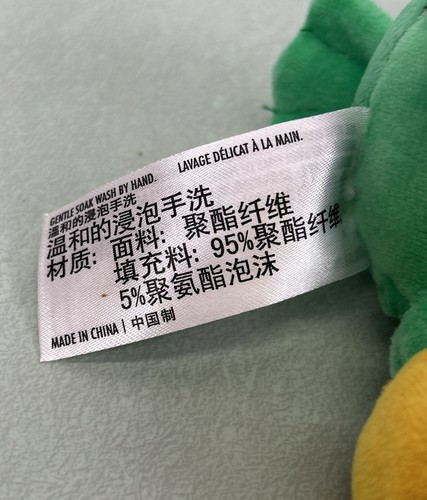 GENTLE SOAK WASH BY HAND. LAVAGE DÉLICAT À LA MAIN.
温和的浸泡手洗
温和的浸泡手洗
材质: 面料: 聚酯纤维
填充料: 95%聚酯纤维
5%聚氨酯泡沫
MADE IN CHINA | 中国制